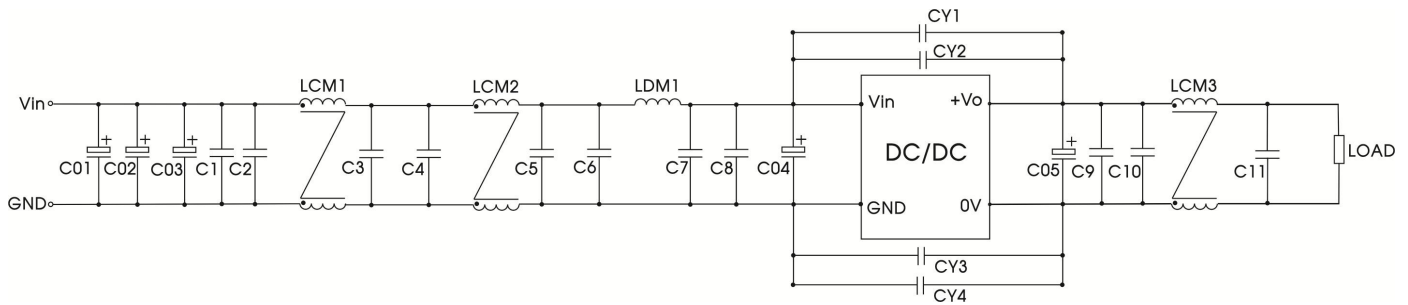 CY1
CY2
LCM1
LCM2
LDM1
LCM3
Vin
Vin
+Vo
+
+
+
+
+
C01
C02
C03
C1
C2
C3
C4
C5
C6
C7
C8
C04
DC/DC
C05
C9
C10
C11
LOAD
GND
GND
0V
CY3
CY4